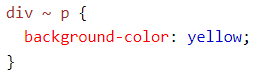 div ~ p {
  background-color: yellow;
}